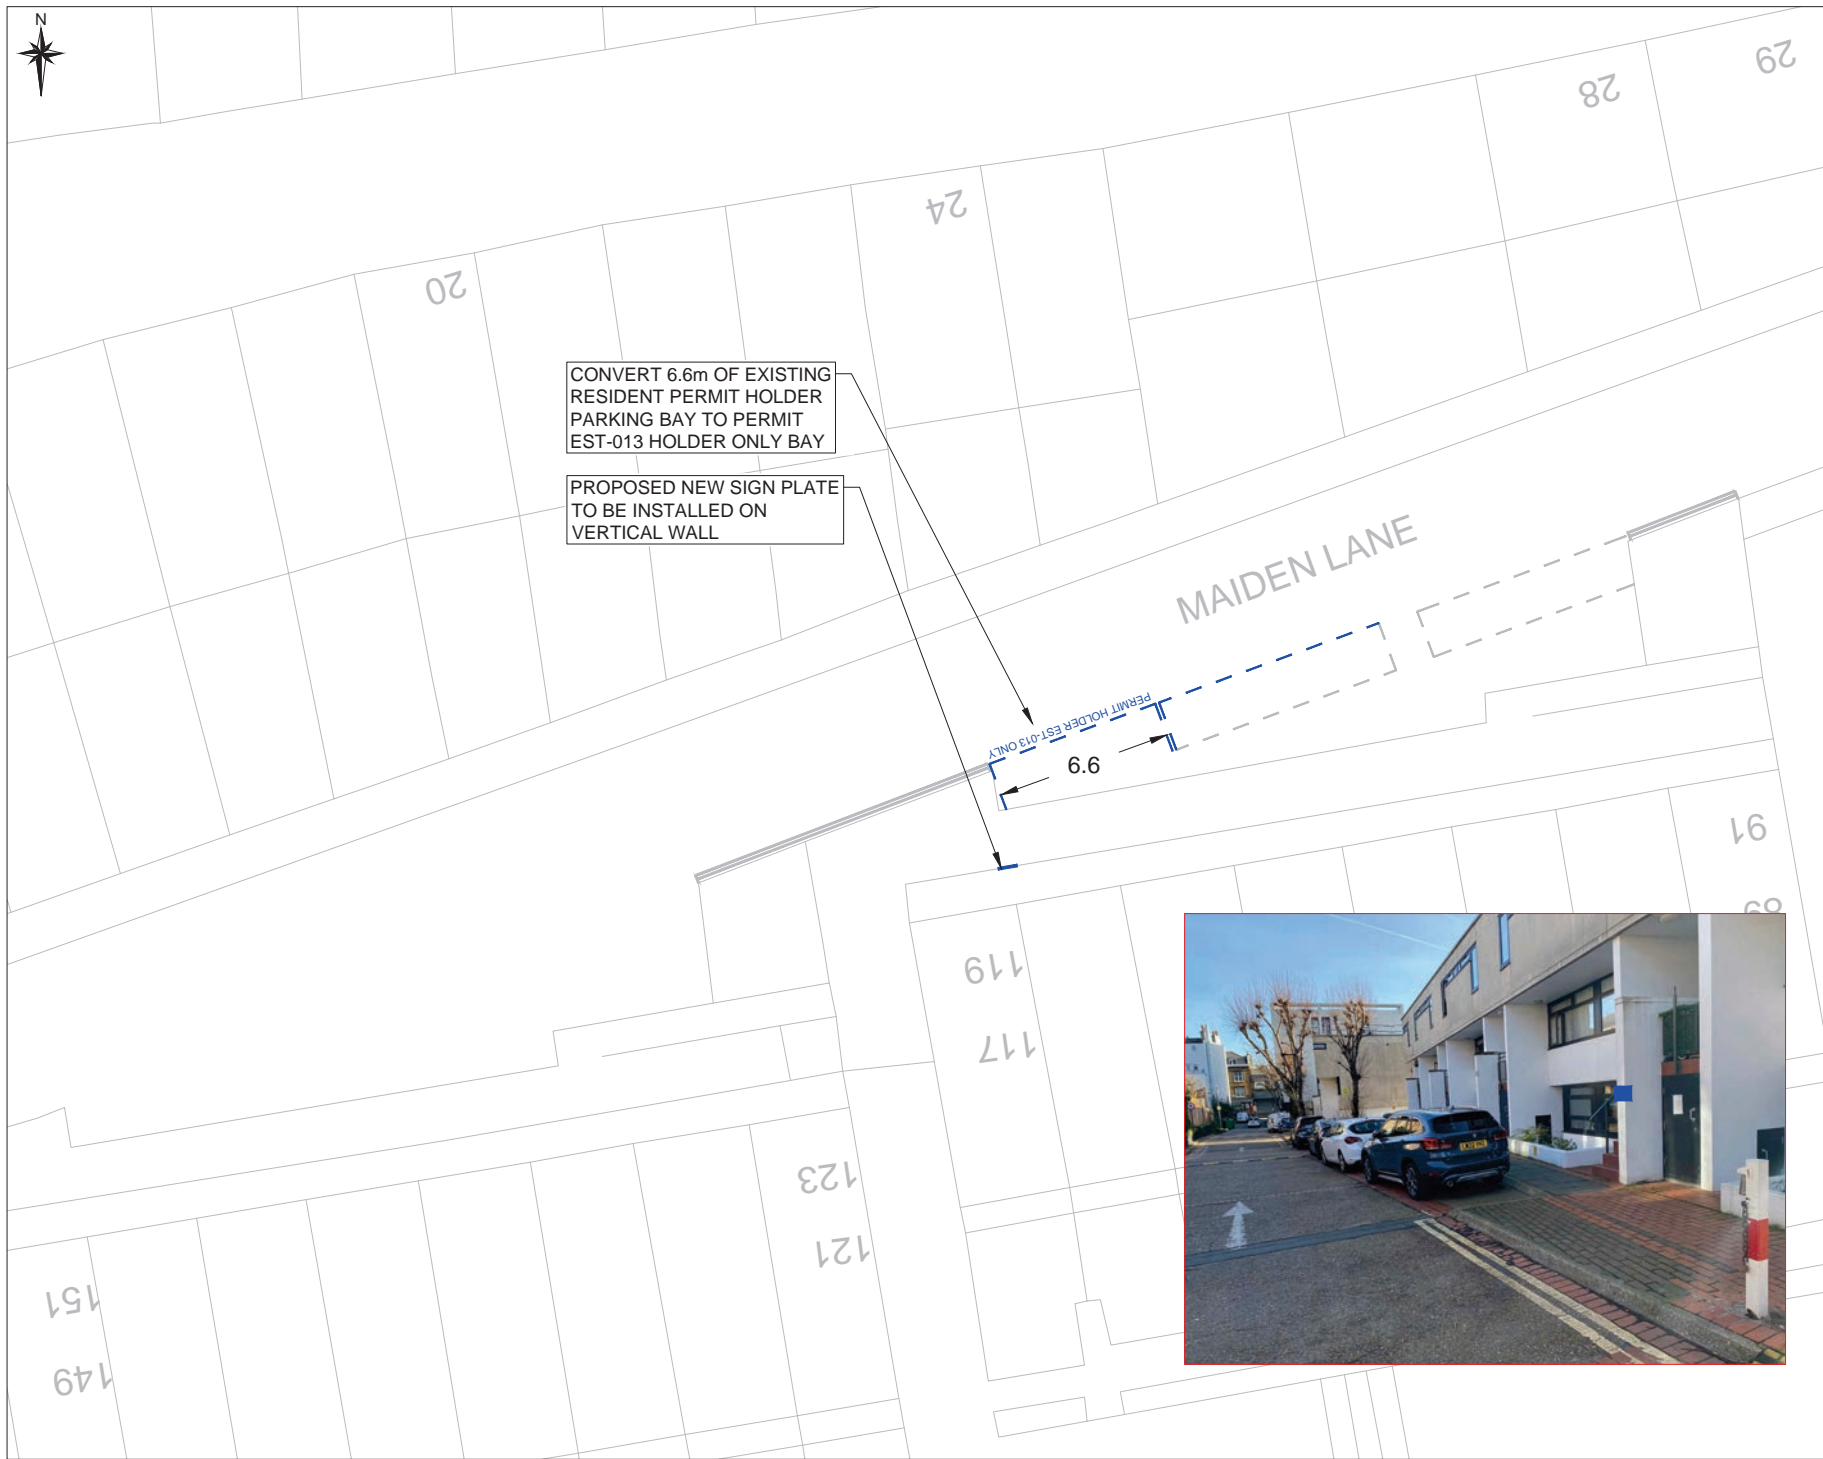 N
29
28
24
20
CONVERT 6.6m OF EXISTING
RESIDENT PERMIT HOLDER
PARKING BAY TO PERMIT
EST-013 HOLDER ONLY BAY
PROPOSED NEW SIGN PLATE
TO BE INSTALLED ON
VERTICAL WALL
MAIDEN LANE
PERMIT HOLDER EST-013 ONLY
6.6
91
89
119
117
123
121
151
149